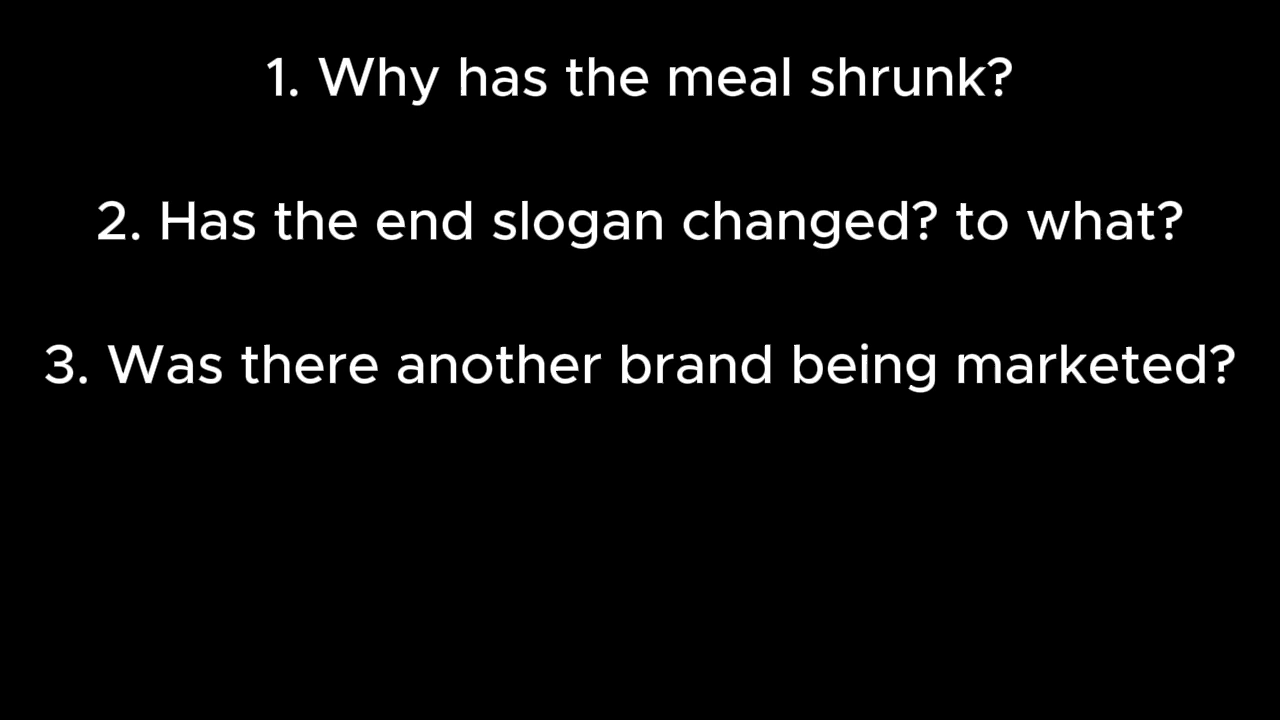 1. Why has the meal shrunk?
2. Has the end slogan changed? to what?
3. Was there another brand being marketed?